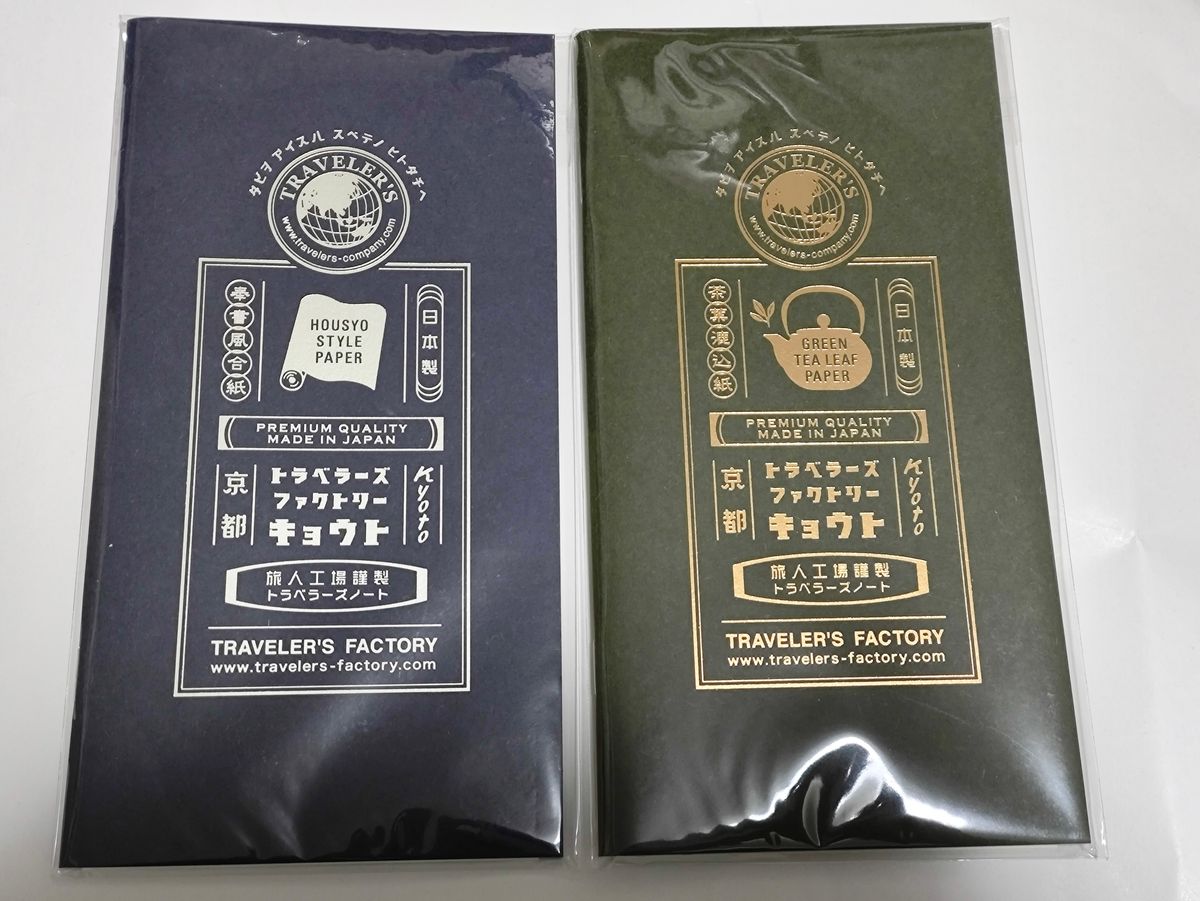 タビヲ アイスル スベテノ ヒトタチヘ
TRAVELER'S
www.travelers-company.com
奉書風合紙
HOUSYO
STYLE
PAPER
日本製
PREMIUM QUALITY
MADE IN JAPAN
京都
トラベラーズ
ファクトリー
キョウト
Kyoto
旅人工場謹製
トラベラーズノート
TRAVELER'S FACTORY
www.travelers-factory.com
タビヲ アイスル スベテノ ヒトタチヘ
TRAVELER'S
www.travelers-company.com
茶葉漉込紙
GREEN
TEA LEAF
PAPER
日本製
PREMIUM QUALITY
MADE IN JAPAN
京都
トラベラーズ
ファクトリー
キョウト
Kyoto
旅人工場謹製
トラベラーズノート
TRAVELER'S FACTORY
www.travelers-factory.com